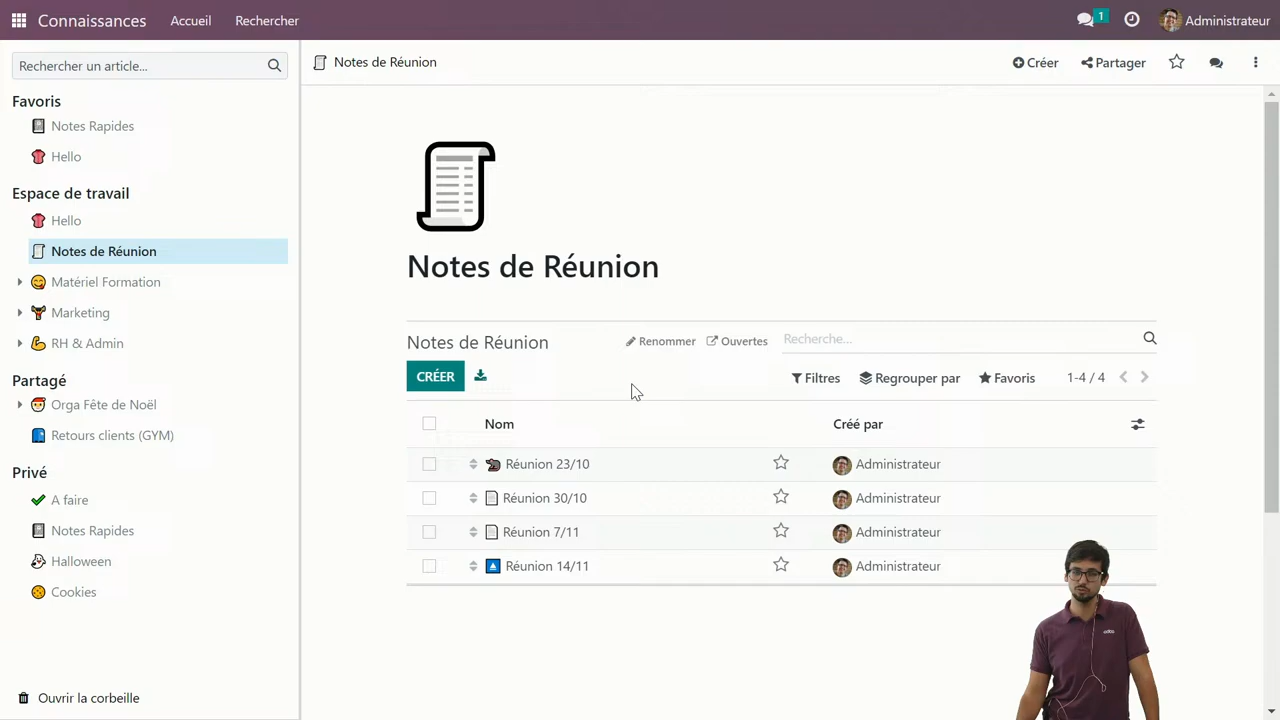 Connaissances Accueil Rechercher 1 Administrateur
Rechercher un article...
Favoris
Notes Rapides
Hello
Espace de travail
Hello
Notes de Réunion
Matériel Formation
Marketing
RH & Admin
Partagé
Orga Fête de Noël
Retours clients (GYM)
Privé
A faire
Notes Rapides
Halloween
Cookies
Ouvrir la corbeille
Notes de Réunion Créer Partager
Notes de Réunion
Notes de Réunion Renommer Ouvertes Recherche...
CRÉER Filtres Regrouper par Favoris 1-4 / 4
Nom Créé par
Réunion 23/10 Administrateur
Réunion 30/10 Administrateur
Réunion 7/11 Administrateur
Réunion 14/11 Administrateur
odoo